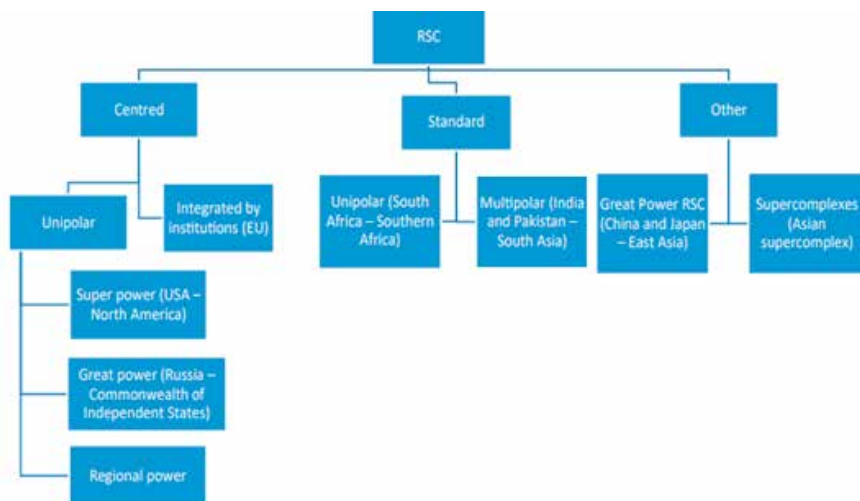 RSC
Centred
Standard
Other
Unipolar
Integrated by
institutions (EU)
Unipolar (South
Africa – Southern
Africa)
Multipolar (India
and Pakistan –
South Asia)
Great Power RSC
(China and Japan
– East Asia)
Supercomplexes
(Asian
supercomplex)
Super power (USA –
North America)
Great power (Russia –
Commonwealth of
Independent States)
Regional power